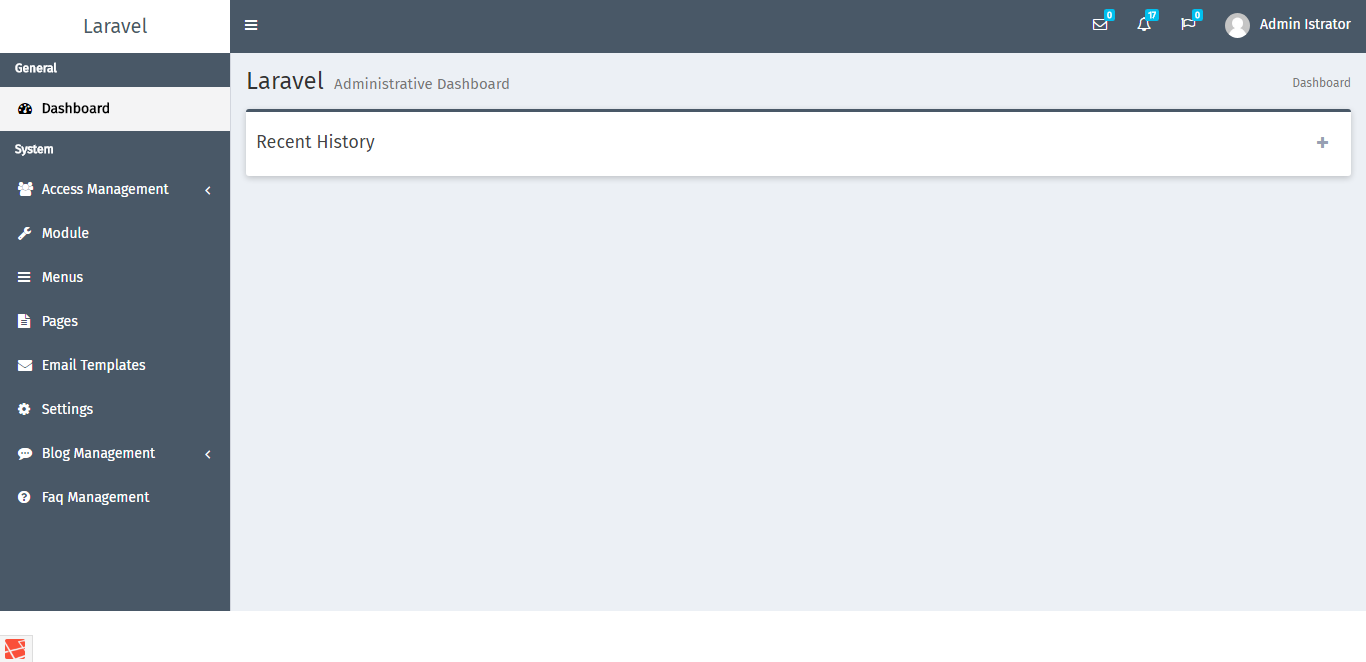 Laravel
0
17
0
Admin Istrator
General
Dashboard
System
Access Management
Module
Menus
Pages
Email Templates
Settings
Blog Management
Faq Management
Laravel Administrative Dashboard
Dashboard
Recent History